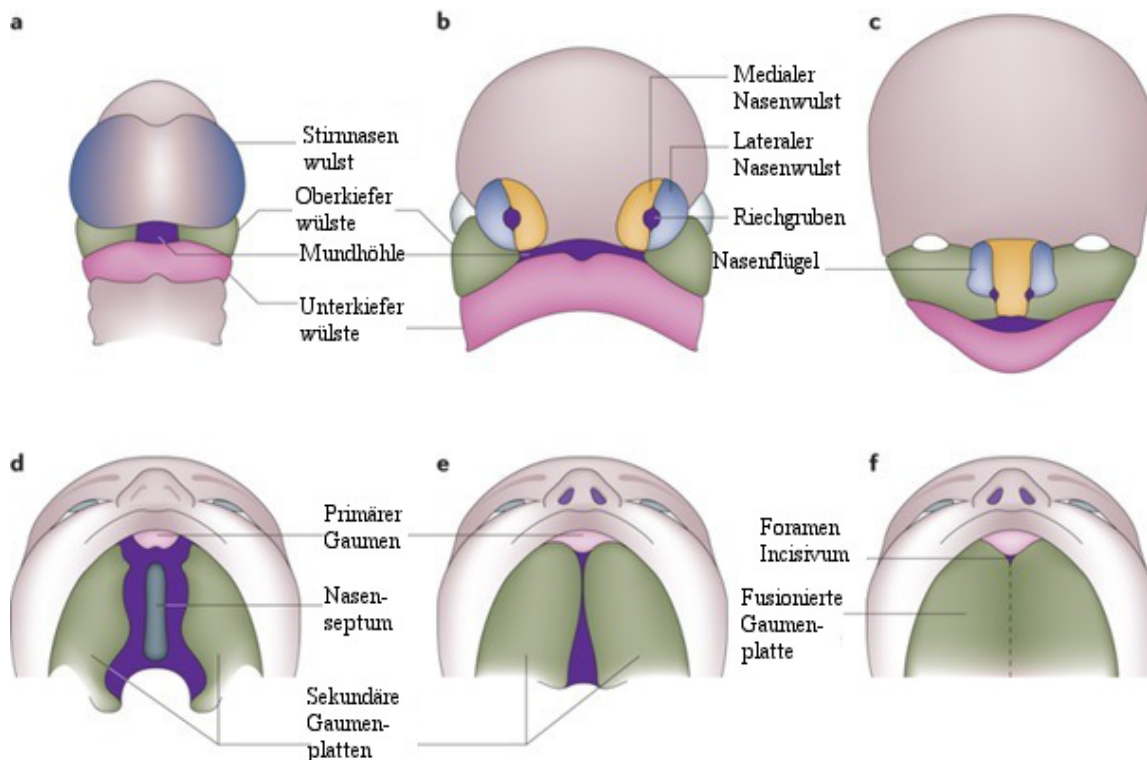 a
b
c
Stirnnasen
wulst
Oberkiefer
wülste
Mundhöhle
Unterkiefer
wülste
Medialer
Nasenwulst
Lateraler
Nasenwulst
Riechgruben
Nasenflügel
d
e
f
Primärer
Gaumen
Nasen-
septum
Sekundäre
Gaumen-
platten
Foramen
Incisivum
Fusionierte
Gaumen-
platte